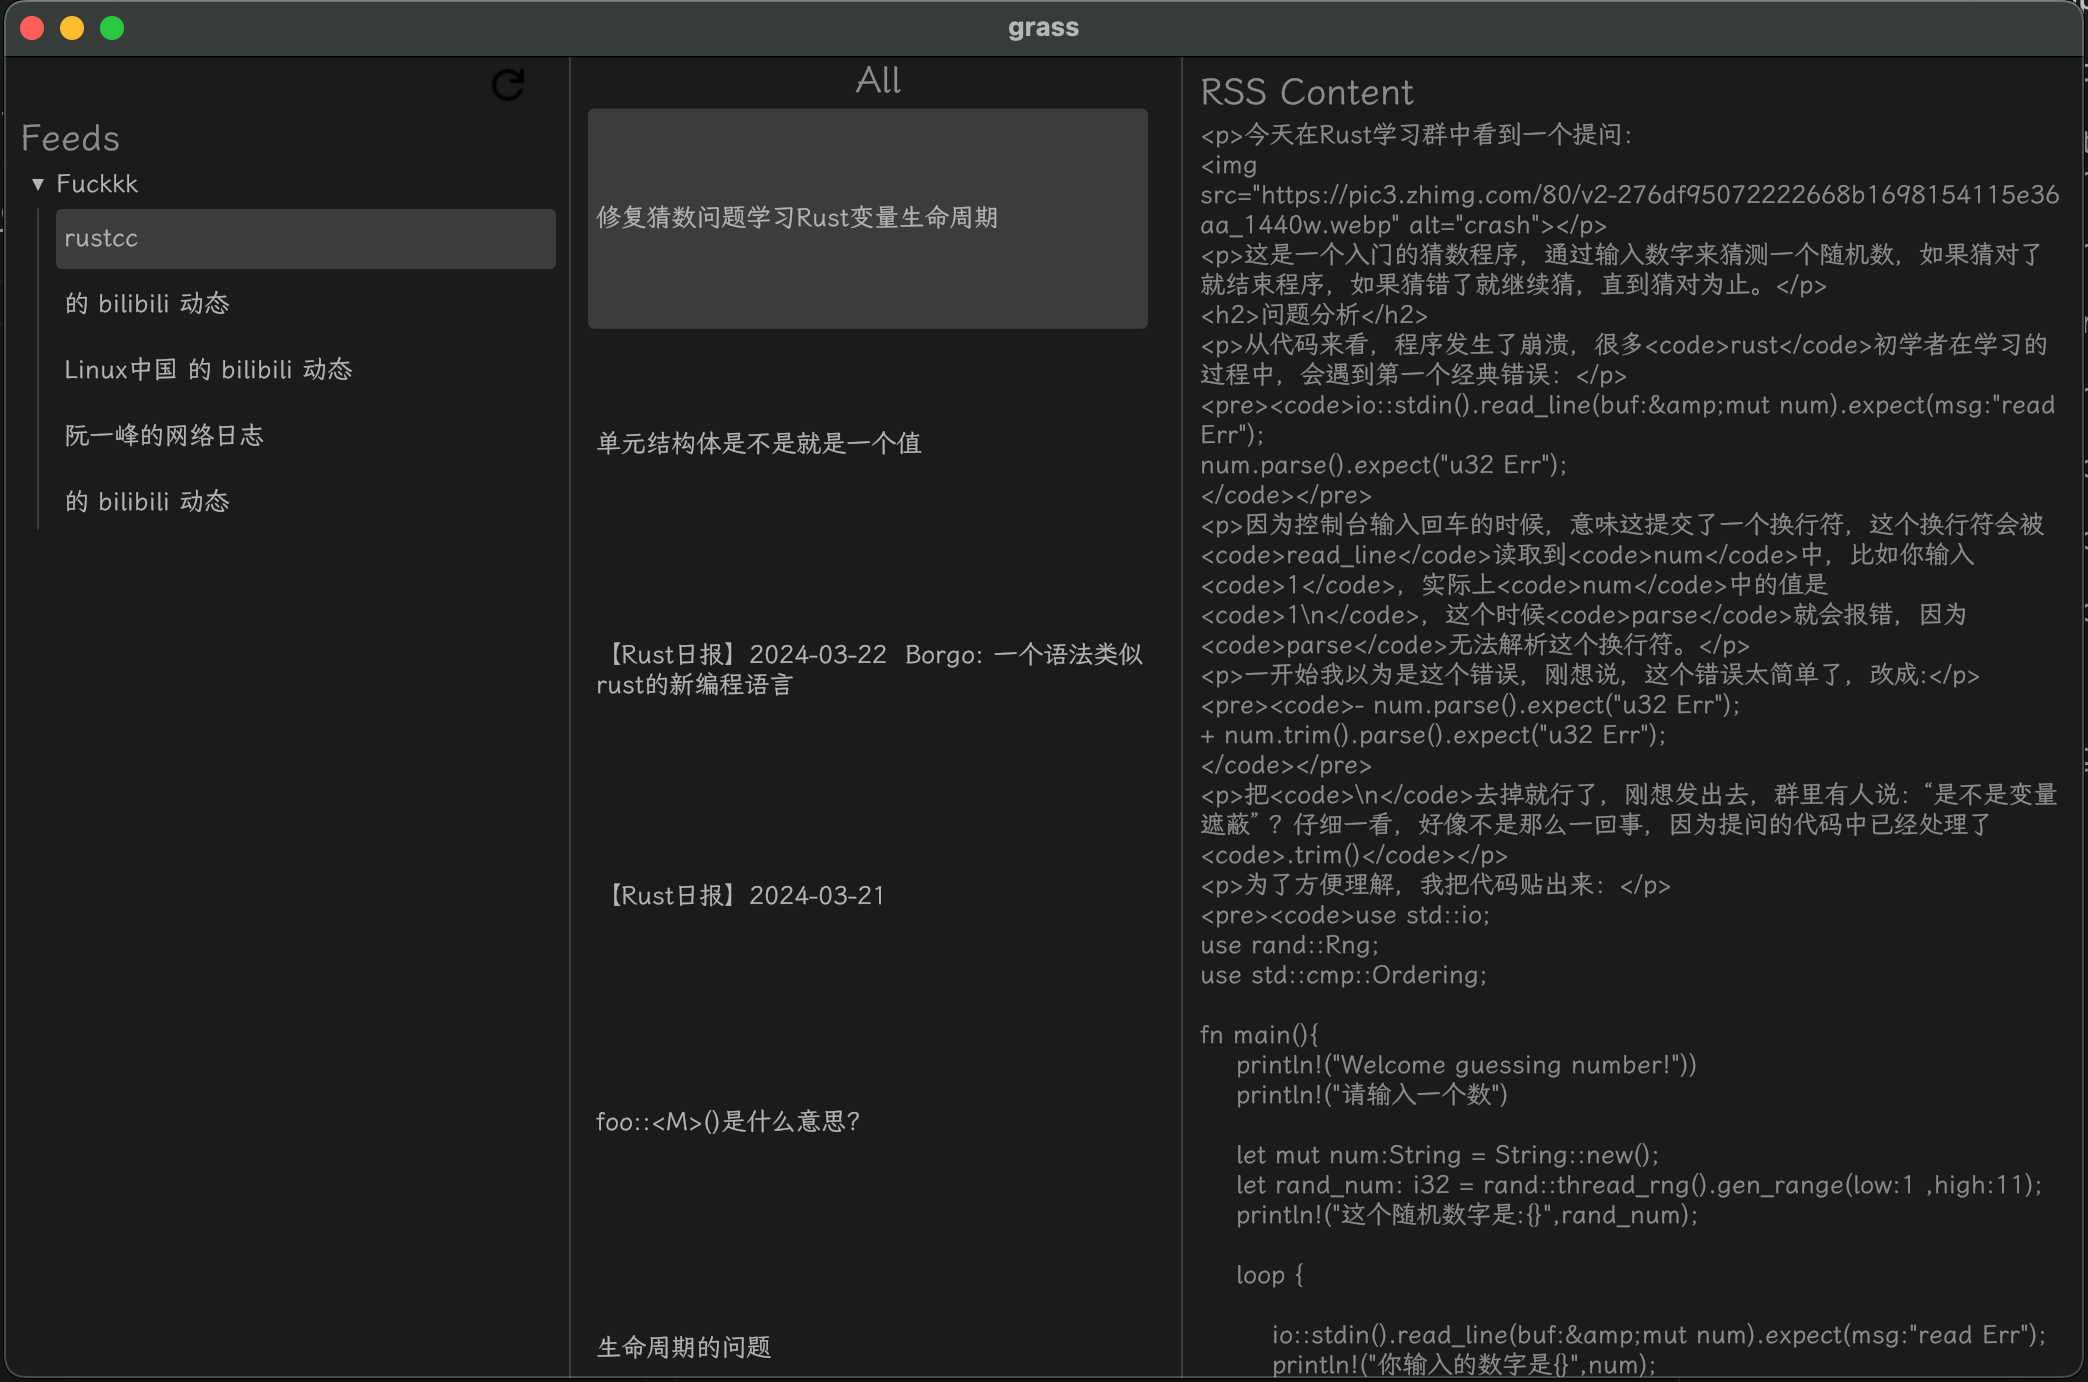 grass
Feeds
▼ Fuckkk
rustcc
的 bilibili 动态
Linux中国 的 bilibili 动态
阮一峰的网络日志
的 bilibili 动态
All
修复猜数问题学习Rust变量生命周期
单元结构体是不是就是一个值
【Rust日报】2024-03-22  Borgo: 一个语法类似
rust的新编程语言
【Rust日报】2024-03-21
foo::<M>()是什么意思?
生命周期的问题
RSS Content
<p>今天在Rust学习群中看到一个提问：
<img
src="https://pic3.zhimg.com/80/v2-276df95072222668b1698154115e36
aa_1440w.webp" alt="crash"></p>
<p>这是一个入门的猜数程序，通过输入数字来猜测一个随机数，如果猜对了
就结束程序，如果猜错了就继续猜，直到猜对为止。</p>
<h2>问题分析</h2>
<p>从代码来看，程序发生了崩溃，很多<code>rust</code>初学者在学习的
过程中，会遇到第一个经典错误：</p>
<pre><code>io::stdin().read_line(buf:&amp;mut num).expect(msg:"read
Err");
num.parse().expect("u32 Err");
</code></pre>
<p>因为控制台输入回车的时候，意味这提交了一个换行符，这个换行符会被
<code>read_line</code>读取到<code>num</code>中，比如你输入
<code>1</code>，实际上<code>num</code>中的值是
<code>1\n</code>，这个时候<code>parse</code>就会报错，因为
<code>parse</code>无法解析这个换行符。</p>
<p>一开始我以为是这个错误，刚想说，这个错误太简单了，改成:</p>
<pre><code>- num.parse().expect("u32 Err");
+ num.trim().parse().expect("u32 Err");
</code></pre>
<p>把<code>\n</code>去掉就行了，刚想发出去，群里有人说：“是不是变量
遮蔽”？仔细一看，好像不是那么一回事，因为提问的代码中已经处理了
<code>.trim()</code></p>
<p>为了方便理解，我把代码贴出来：</p>
<pre><code>use std::io;
use rand::Rng;
use std::cmp::Ordering;
fn main(){
println!("Welcome guessing number!"))
println!("请输入一个数")
let mut num:String = String::new();
let rand_num: i32 = rand::thread_rng().gen_range(low:1 ,high:11);
println!("这个随机数字是:{}",rand_num);
loop {
io::stdin().read_line(buf:&amp;mut num).expect(msg:"read Err");
println!("你输入的数字是{}",num);